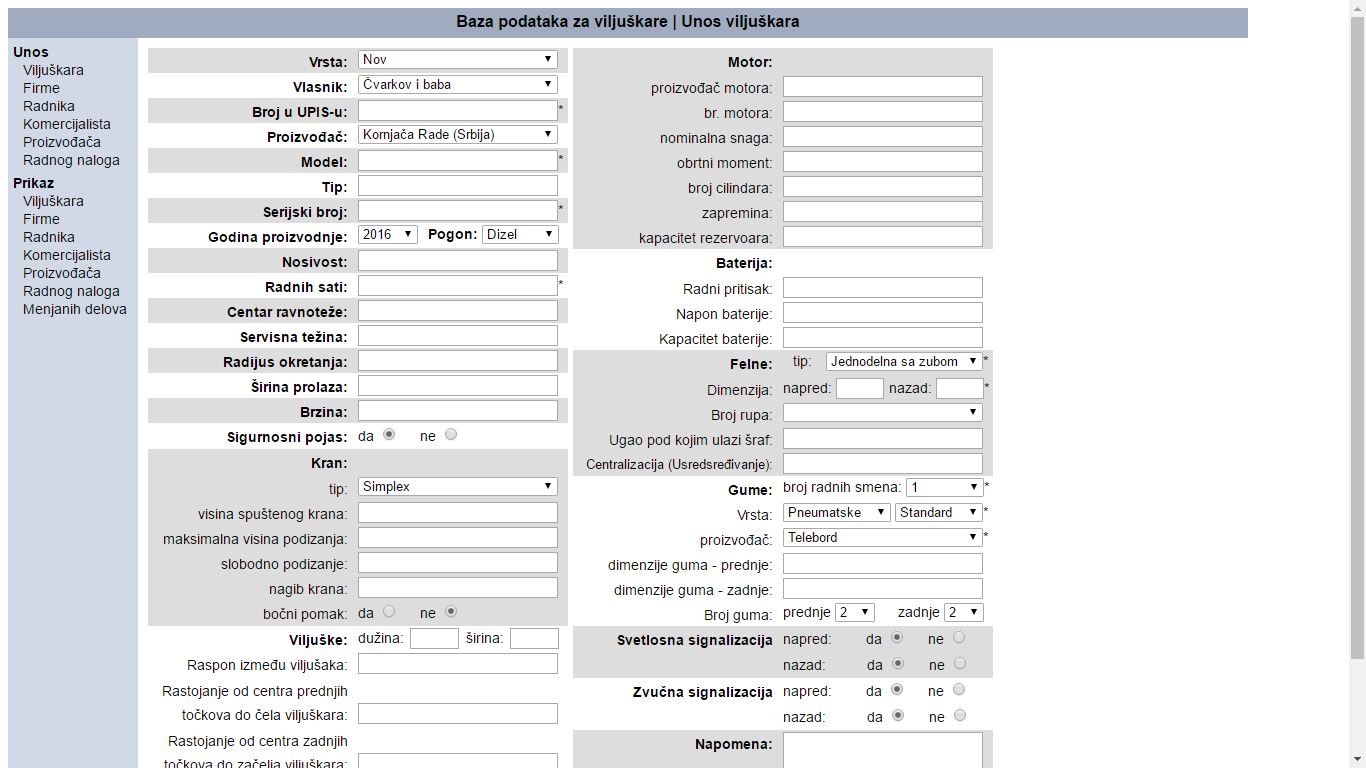 Baza podataka za viljuškare | Unos viljuškara
Unos
Viljuškara
Firme
Radnika
Komercijalista
Proizvođača
Radnog naloga
Prikaz
Viljuškara
Firme
Radnika
Komercijalista
Proizvođača
Radnog naloga
Menjanih delova
Vrsta: Nov
Vlasnik: Čvarkov i baba
Broj u UPIS-u: *
Proizvođač: Kornjača Rade (Srbija)
Model: *
Tip:
Serijski broj: *
Godina proizvodnje: 2016 Pogon: Dizel
Nosivost:
Radnih sati: *
Centar ravnoteže:
Servisna težina:
Radijus okretanja:
Širina prolaza:
Brzina:
Sigurnosni pojas: da ne
Kran:
tip: Simplex
visina spuštenog krana:
maksimalna visina podizanja:
slobodno podizanje:
nagib krana:
bočni pomak: da ne
Viljuške: dužina: širina:
Raspon između viljušaka:
Rastojanje od centra prednjih
točkova do čela viljuškara:
Rastojanje od centra zadnjih
točkova do začelja viljuškara:
Motor:
proizvođač motora:
br. motora:
nominalna snaga:
obrtni moment:
broj cilindara:
zapremina:
kapacitet rezervoara:
Baterija:
Radni pritisak:
Napon baterije:
Kapacitet baterije:
Felne: tip: Jednodelna sa zubom *
Dimenzija: napred: nazad: *
Broj rupa:
Ugao pod kojim ulazi šraf:
Centralizacija (Usredsređivanje):
Gume: broj radnih smena: 1 *
Vrsta: Pneumatske Standard *
proizvođač: Telebord *
dimenzije guma - prednje:
dimenzije guma - zadnje:
Broj guma: prednje 2 zadnje 2
Svetlosna signalizacija napred: da ne
nazad: da ne
Zvučna signalizacija napred: da ne
nazad: da ne
Napomena: